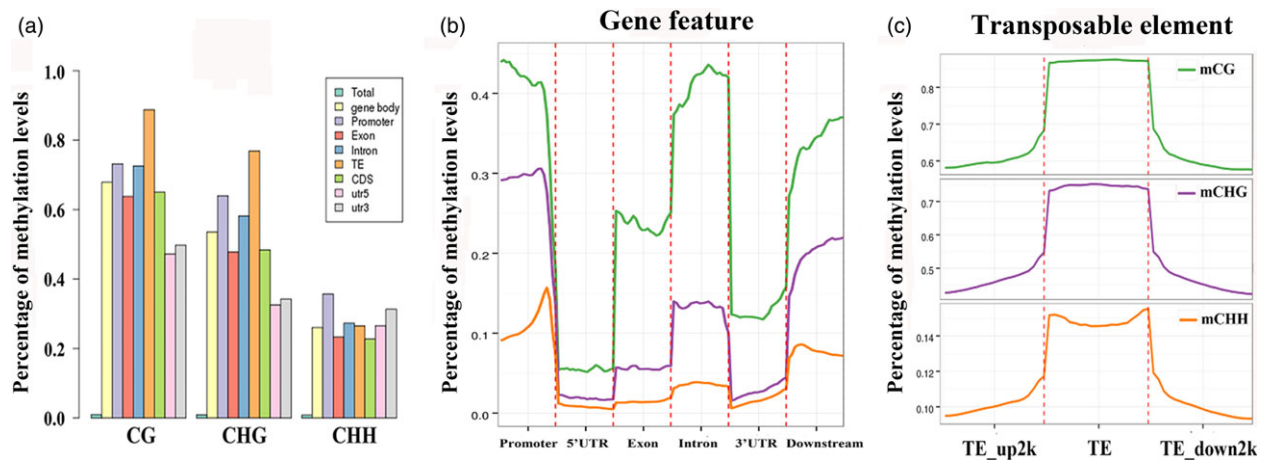 (a)
Percentage of methylation levels
1.0
0.8
0.6
0.4
0.2
0.0
Total
gene body
Promoter
Exon
Intron
TE
CDS
utr5
utr3
CG
CHG
CHH
(b)
Gene feature
Percentage of methylation levels
0.4
0.3
0.2
0.1
0.0
Promoter
5'UTR
Exon
Intron
3'UTR
Downstream
(c)
Transposable element
Percentage of methylation levels
0.8
0.7
0.6
mCG
0.7
0.6
0.5
mCHG
0.14
0.12
0.10
mCHH
TE_up2k
TE
TE_down2k